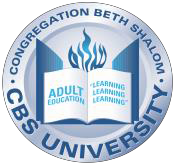 • CONGREGATION BETH SHALOM •
ADULT
EDUCATION
"LEARNING
LEARNING
LEARNING"
CBS UNIVERSITY